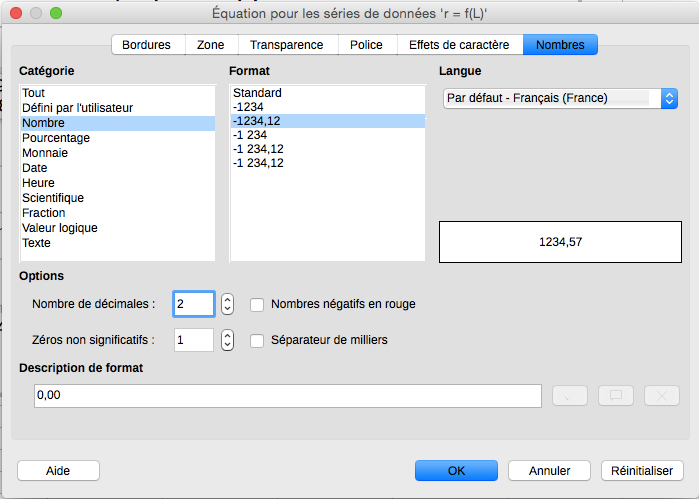 Équation pour les séries de données 'r = f(L)'
Bordures Zone Transparence Police Effets de caractère Nombres
Catégorie
Tout
Défini par l'utilisateur
Nombre
Pourcentage
Monnaie
Date
Heure
Scientifique
Fraction
Valeur logique
Texte
Format
Standard
-1234
-1234,12
-1 234
-1 234,12
-1 234,12
Langue
Par défaut - Français (France)
1234,57
Options
Nombre de décimales : 2
Nombres négatifs en rouge
Zéros non significatifs : 1
Séparateur de milliers
Description de format
0,00
Aide OK Annuler Réinitialiser